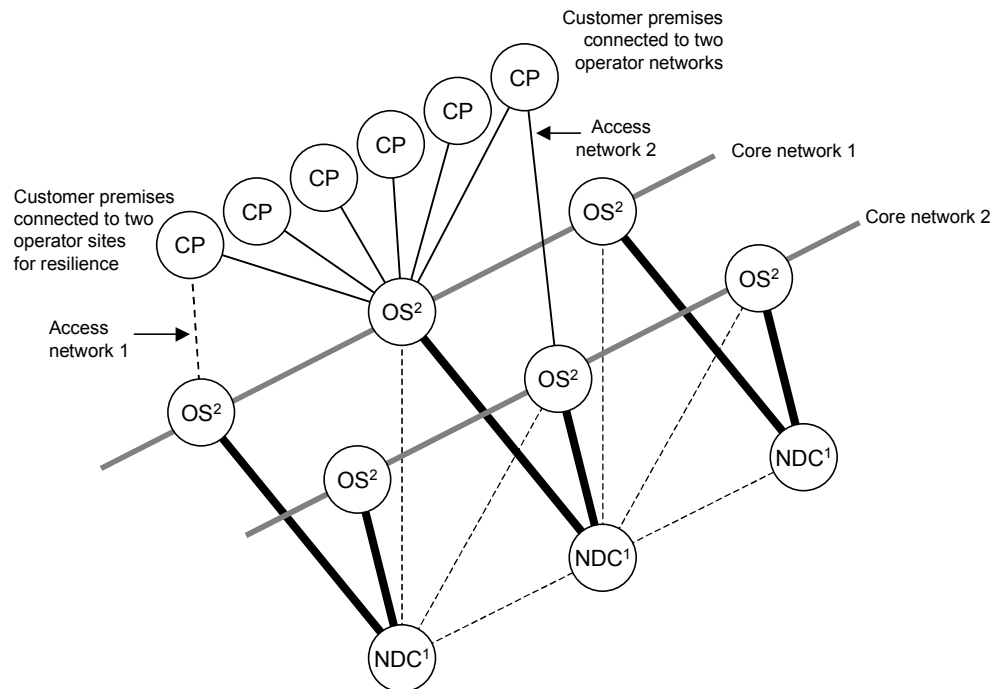 Customer premises
connected to two
operator networks
CP
CP
CP
CP
CP
CP
Access
network 2
Core network 1
Customer premises
connected to two
operator sites
for resilience
Core network 2
OS²
OS²
OS²
Access
network 1
OS²
OS²
OS²
NDC¹
NDC¹
NDC¹